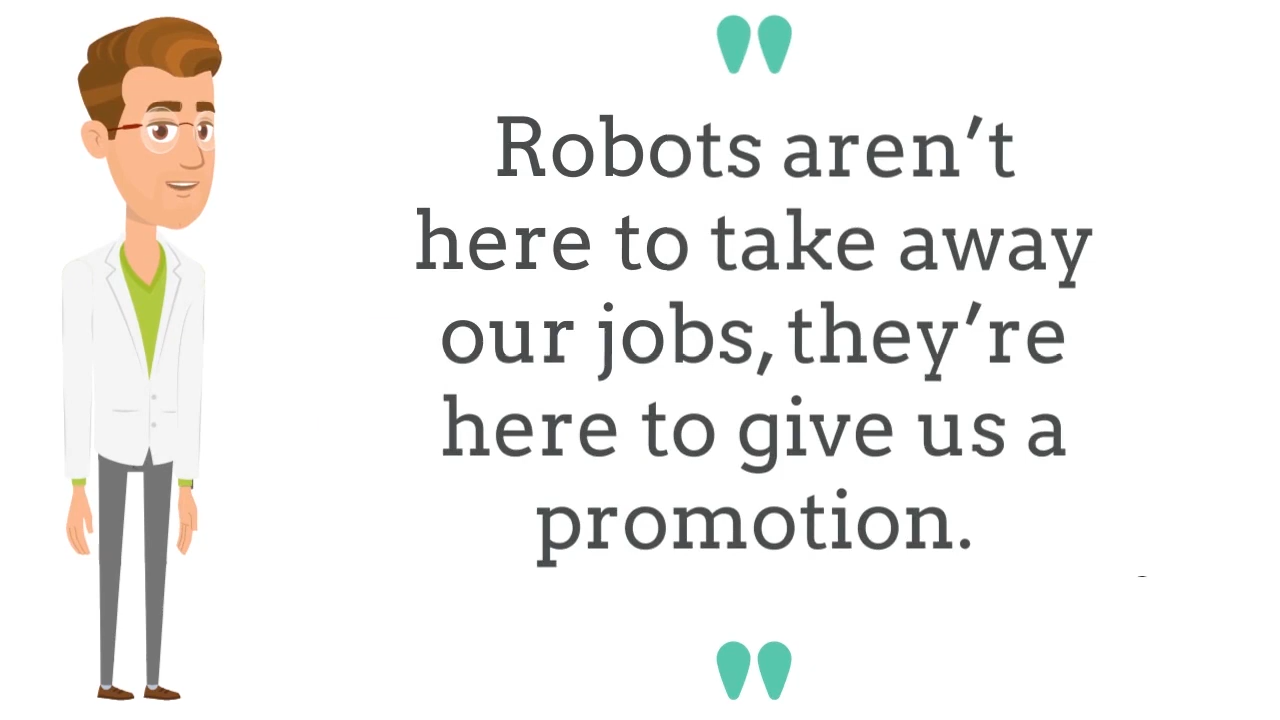 "
Robots aren’t
here to take away
our jobs, they’re
here to give us a
promotion.
"